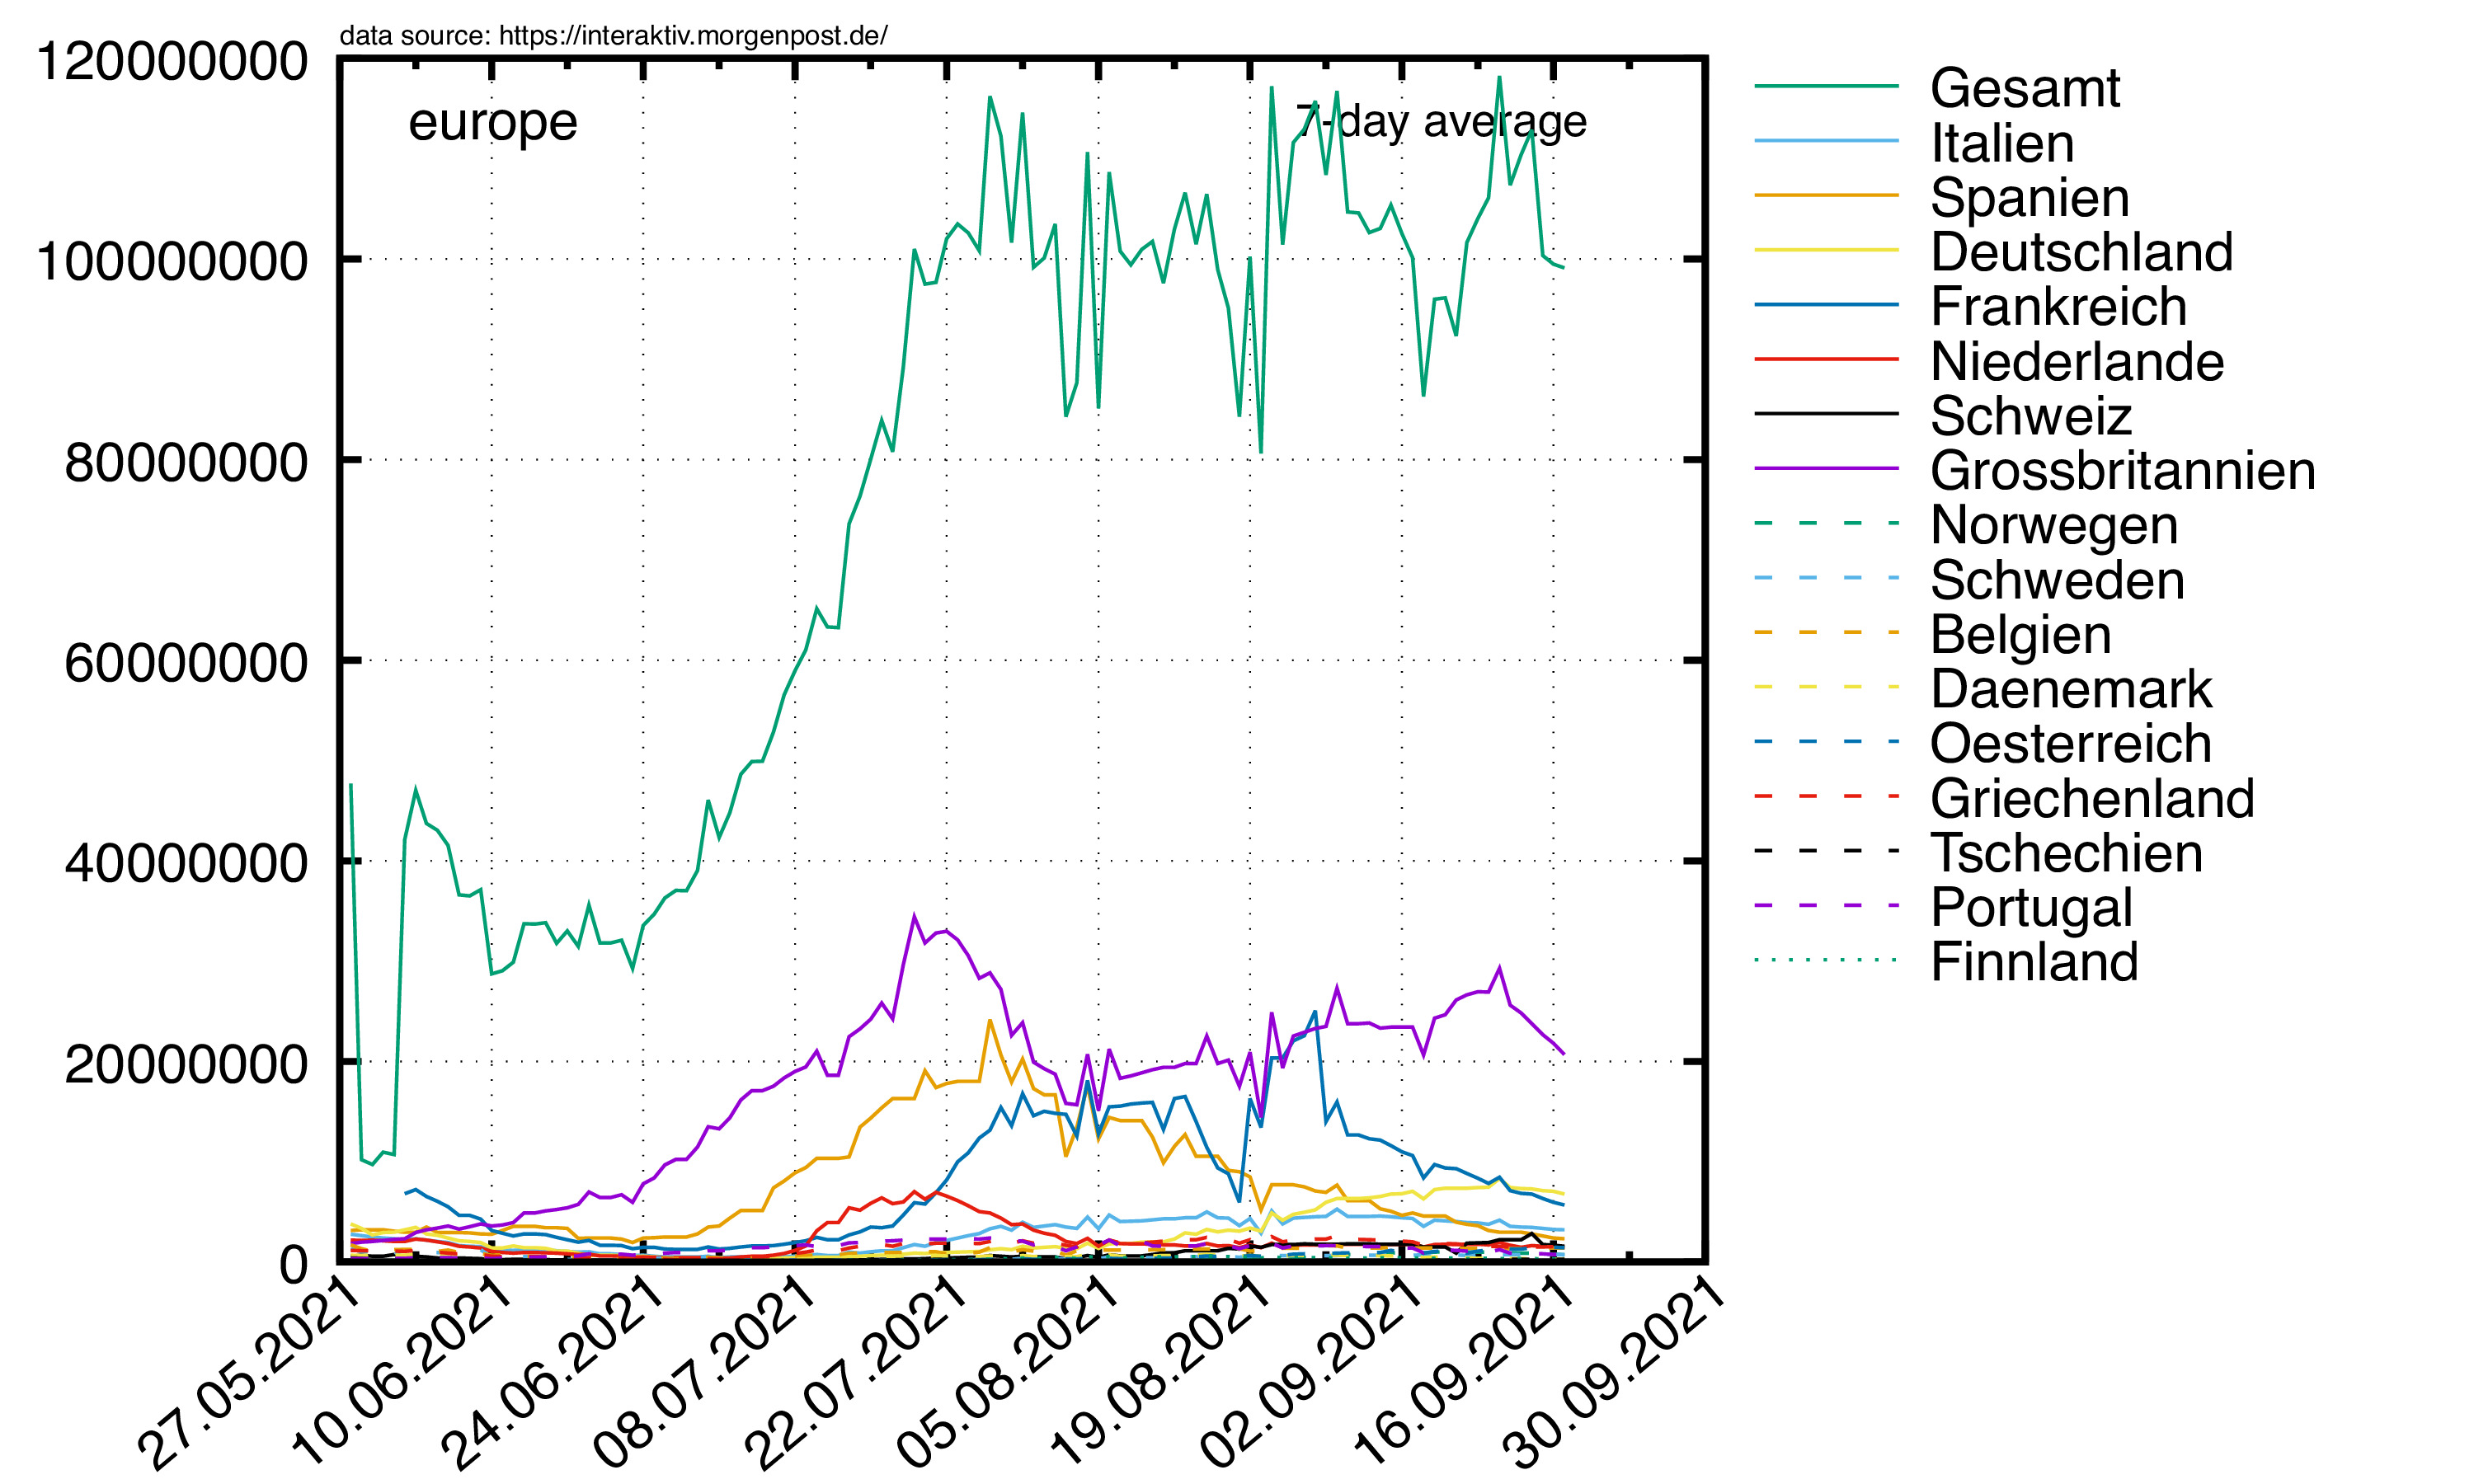 data source: https://interaktiv.morgenpost.de/
120000000
100000000
80000000
60000000
40000000
20000000
0
europe
7-day average
27.05.2021
10.06.2021
24.06.2021
08.07.2021
22.07.2021
05.08.2021
19.08.2021
02.09.2021
16.09.2021
30.09.2021
Gesamt
Italien
Spanien
Deutschland
Frankreich
Niederlande
Schweiz
Grossbritannien
Norwegen
Schweden
Belgien
Daenemark
Oesterreich
Griechenland
Tschechien
Portugal
Finnland